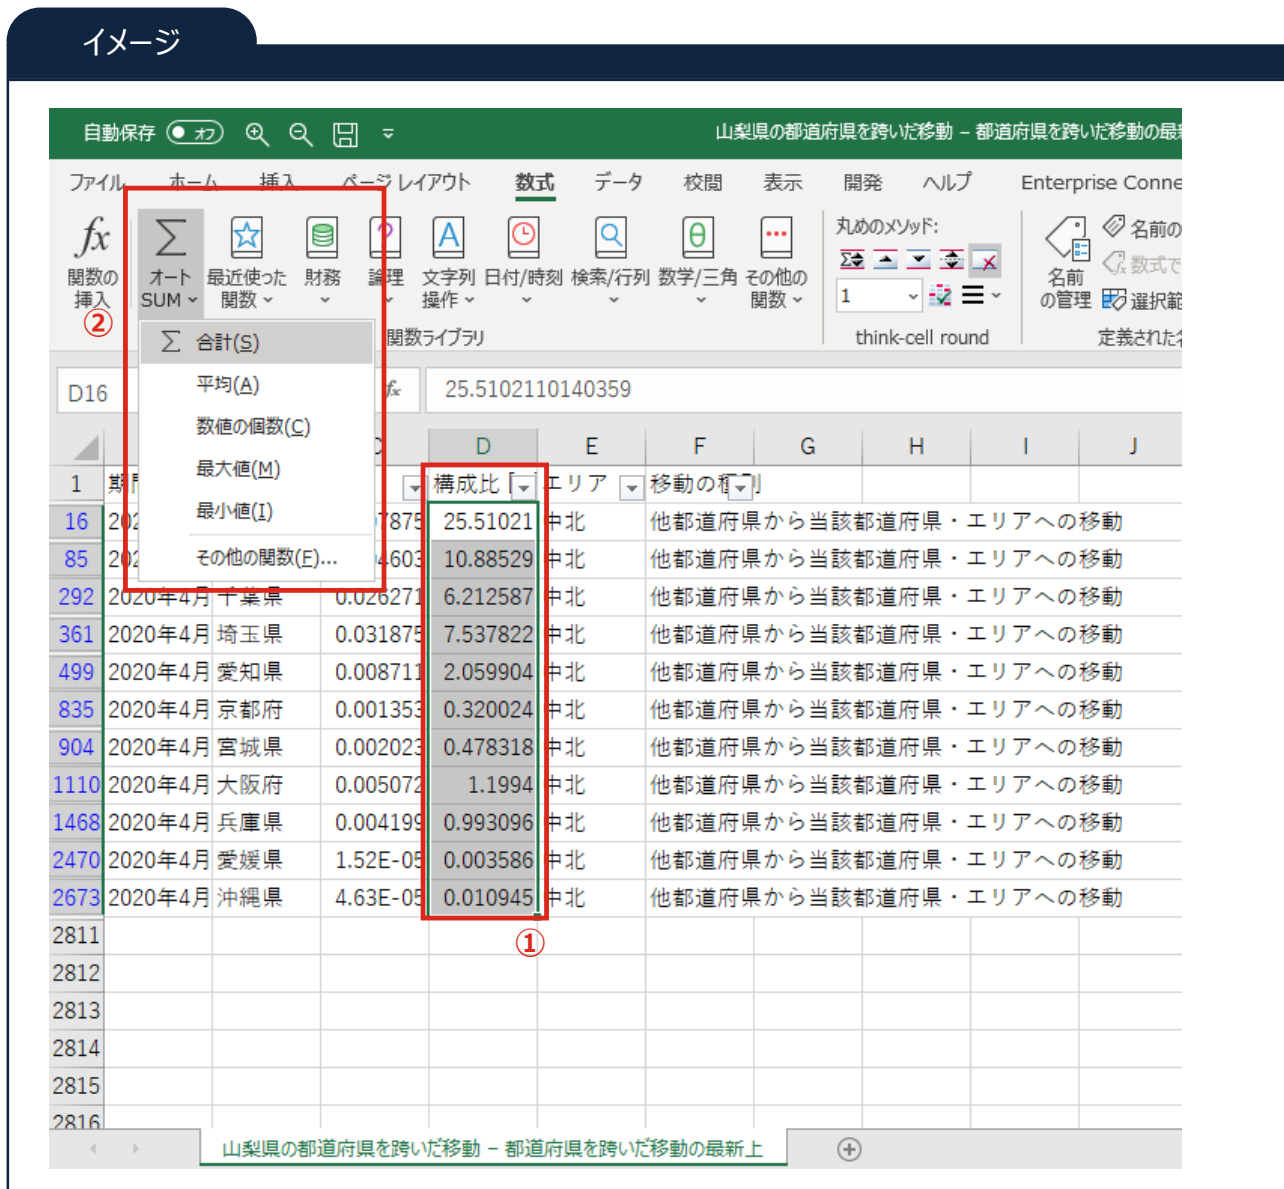 イメージ
自動保存 オフ 山梨県の都道府県を跨いだ移動 – 都道府県を跨いだ移動の最新
ファイル ホーム 挿入 ページ レイアウト 数式 データ 校閲 表示 開発 ヘルプ Enterprise Conne
fx 関数の挿入
オート SUM
最近使った関数
財務
論理
文字列操作
日付/時刻
検索/行列
数学/三角
その他の関数
関数ライブラリ
丸めのメソッド:
1
think-cell round
名前の管理
名前の
数式で
選択範
定義された
②
Σ 合計(S)
平均(A)
数値の個数(C)
最大値(M)
最小値(I)
その他の関数(F)...
D16 fx 25.5102110140359
D E F G H I J
1 構成比 エリア 移動の種別
16 202 7875 25.51021 中北 他都道府県から当該都道府県・エリアへの移動
85 202 4603 10.88529 中北 他都道府県から当該都道府県・エリアへの移動
292 2020年4月 千葉県 0.026271 6.212587 中北 他都道府県から当該都道府県・エリアへの移動
361 2020年4月 埼玉県 0.031875 7.537822 中北 他都道府県から当該都道府県・エリアへの移動
499 2020年4月 愛知県 0.008711 2.059904 中北 他都道府県から当該都道府県・エリアへの移動
835 2020年4月 京都府 0.001353 0.320024 中北 他都道府県から当該都道府県・エリアへの移動
904 2020年4月 宮城県 0.002023 0.478318 中北 他都道府県から当該都道府県・エリアへの移動
1110 2020年4月 大阪府 0.005072 1.1994 中北 他都道府県から当該都道府県・エリアへの移動
1468 2020年4月 兵庫県 0.004199 0.993096 中北 他都道府県から当該都道府県・エリアへの移動
2470 2020年4月 愛媛県 1.52E-05 0.003586 中北 他都道府県から当該都道府県・エリアへの移動
2673 2020年4月 沖縄県 4.63E-05 0.010945 中北 他都道府県から当該都道府県・エリアへの移動
2811 ①
2812
2813
2814
2815
2816
山梨県の都道府県を跨いだ移動 – 都道府県を跨いだ移動の最新上